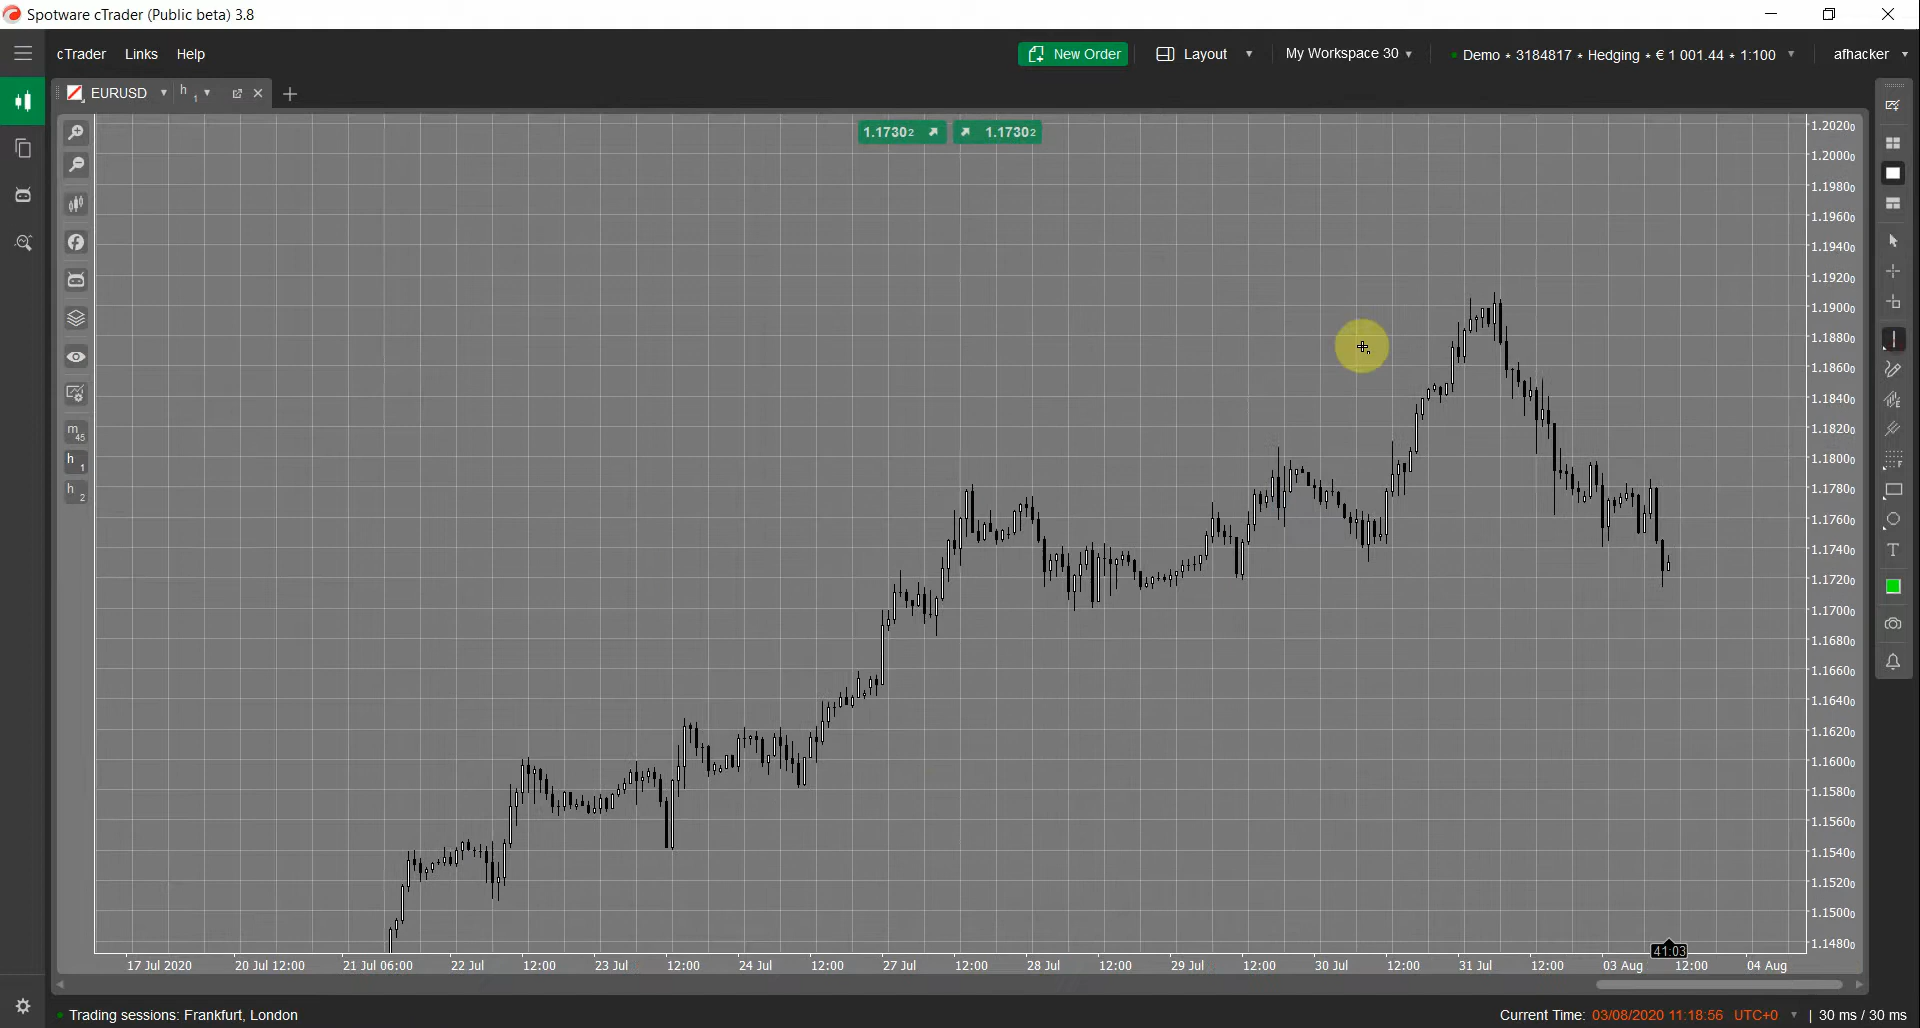 Spotware cTrader (Public beta) 3.8
cTrader Links Help
New Order Layout My Workspace 30 Demo • 3184817 • Hedging • € 1 001.44 • 1:100 afhacker
EURUSD h1
1.17302 1.17302
1.20200
1.20000
1.19800
1.19600
1.19400
1.19200
1.19000
1.18800
1.18600
1.18400
1.18200
1.18000
1.17800
1.17600
1.17400
1.17200
1.17000
1.16800
1.16600
1.16400
1.16200
1.16000
1.15800
1.15600
1.15400
1.15200
1.15000
1.14800
m45
h1
h2
E
F
T
41:03
17 Jul 2020 20 Jul 12:00 21 Jul 06:00 22 Jul 12:00 23 Jul 12:00 24 Jul 12:00 27 Jul 12:00 28 Jul 12:00 29 Jul 12:00 30 Jul 12:00 31 Jul 12:00 03 Aug 12:00 04 Aug
Trading sessions: Frankfurt, London
Current Time: 03/08/2020 11:18:56 UTC+0 | 30 ms / 30 ms